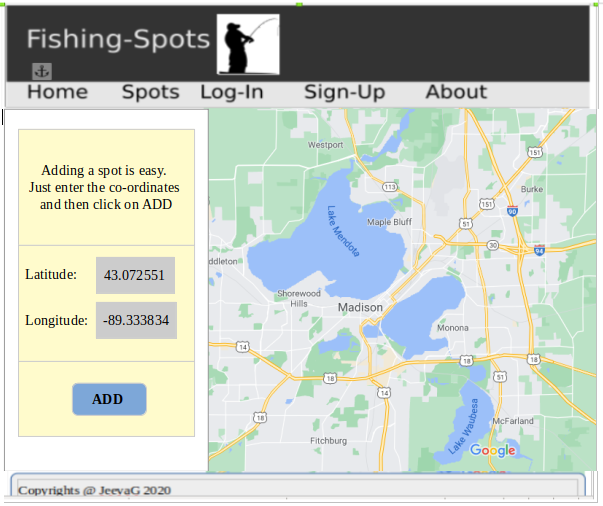 Fishing-Spots
Home Spots Log-In Sign-Up About
Adding a spot is easy.
Just enter the co-ordinates
and then click on ADD
Latitude: 43.072551
Longitude: -89.333834
ADD
Westport
151
113
Burke
Lake Mendota
Maple Bluff
151
90
51
30
94
ddleton
Shorewood
Hills
Madison
Monona
14
18
18
51
18
14
18
McFarland
Lake Waubesa
Fitchburg
Google
Copyrights @ JeevaG 2020